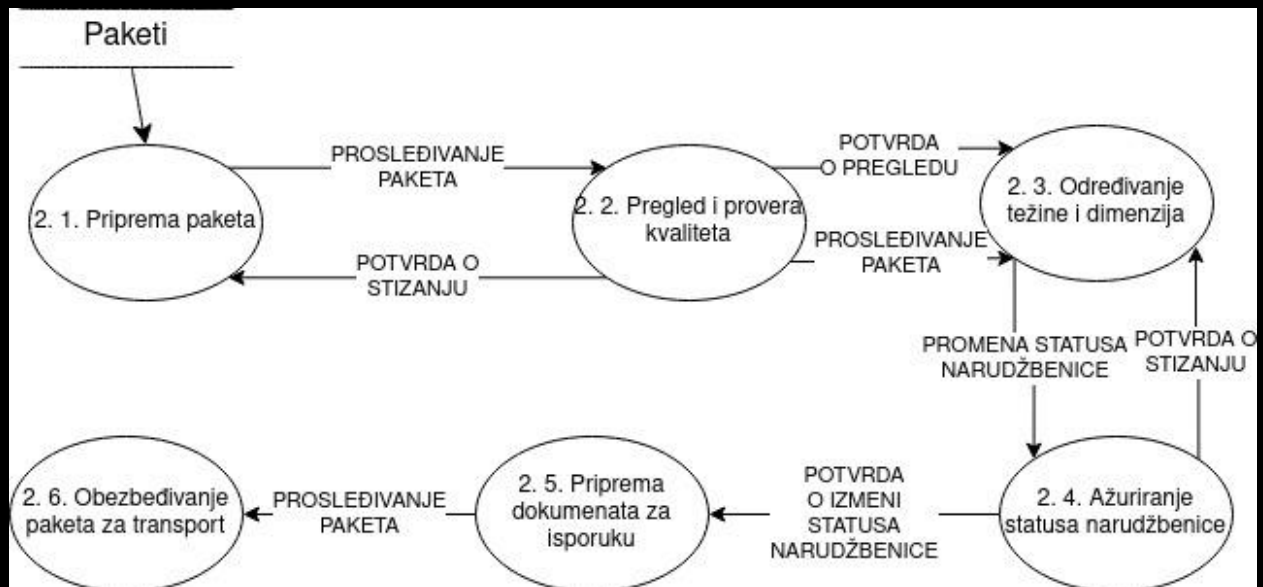 Paketi
2. 1. Priprema paketa
PROSLEĐIVANJE
PAKETA
POTVRDA O
STIZANJU
2. 2. Pregled i provera
kvaliteta
POTVRDA
O PREGLEDU
PROSLEĐIVANJE
PAKETA
2. 3. Određivanje
težine i dimenzija
PROMENA STATUSA
NARUDŽBENICE
POTVRDA O
STIZANJU
2. 4. Ažuriranje
statusa narudžbenice
POTVRDA
O IZMENI
STATUSA
NARUDŽBENICE
2. 5. Priprema
dokumenata za
isporuku
PROSLEĐIVANJE
PAKETA
2. 6. Obezbeđivanje
paketa za transport